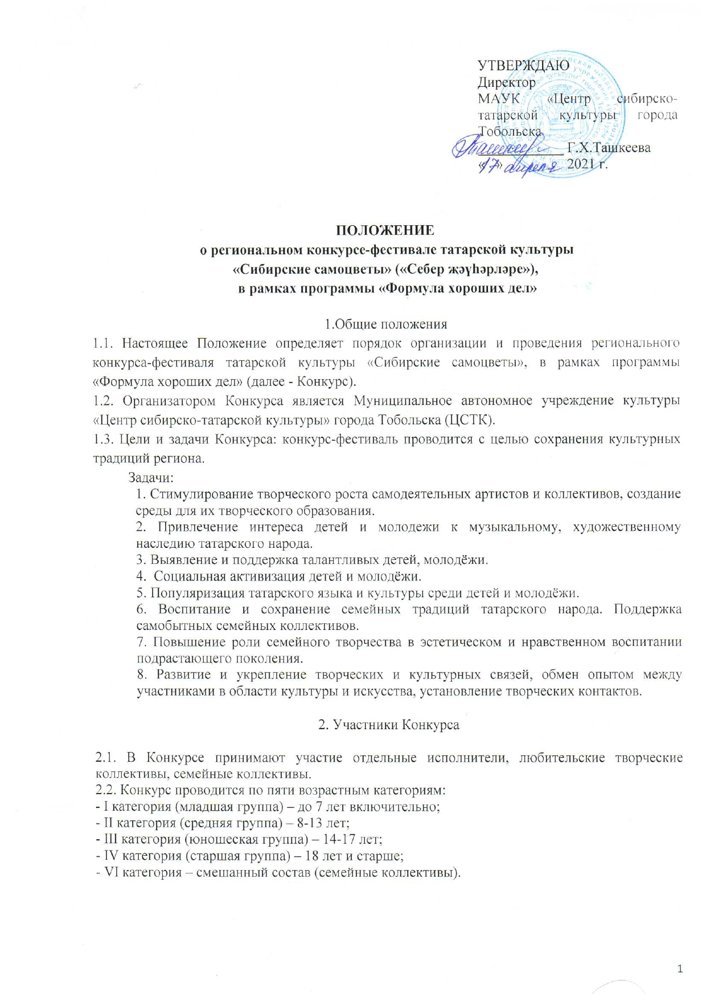 УТВЕРЖДАЮ
Директор
МАУК «Центр сибирско-
татарской культуры города
Тобольска
Г.Х.Ташкеева
«17» апреля 2021 г.
ПОЛОЖЕНИЕ
о региональном конкурсе-фестивале татарской культуры
«Сибирские самоцветы» («Себер җәүһәрләре»),
в рамках программы «Формула хороших дел»
1.Общие положения
1.1. Настоящее Положение определяет порядок организации и проведения регионального
конкурса-фестиваля татарской культуры «Сибирские самоцветы», в рамках программы
«Формула хороших дел» (далее - Конкурс).
1.2. Организатором Конкурса является Муниципальное автономное учреждение культуры
«Центр сибирско-татарской культуры» города Тобольска (ЦСТК).
1.3. Цели и задачи Конкурса: конкурс-фестиваль проводится с целью сохранения культурных
традиций региона.
Задачи:
1. Стимулирование творческого роста самодеятельных артистов и коллективов, создание
среды для их творческого образования.
2. Привлечение интереса детей и молодежи к музыкальному, художественному
наследию татарского народа.
3. Выявление и поддержка талантливых детей, молодёжи.
4. Социальная активизация детей и молодёжи.
5. Популяризация татарского языка и культуры среди детей и молодёжи.
6. Воспитание и сохранение семейных традиций татарского народа. Поддержка
самобытных семейных коллективов.
7. Повышение роли семейного творчества в эстетическом и нравственном воспитании
подрастающего поколения.
8. Развитие и укрепление творческих и культурных связей, обмен опытом между
участниками в области культуры и искусства, установление творческих контактов.
2. Участники Конкурса
2.1. В Конкурсе принимают участие отдельные исполнители, любительские творческие
коллективы, семейные коллективы.
2.2. Конкурс проводится по пяти возрастным категориям:
- I категория (младшая группа) – до 7 лет включительно;
- II категория (средняя группа) – 8-13 лет;
- III категория (юношеская группа) – 14-17 лет;
- IV категория (старшая группа) – 18 лет и старше;
- VI категория – смешанный состав (семейные коллективы).
1